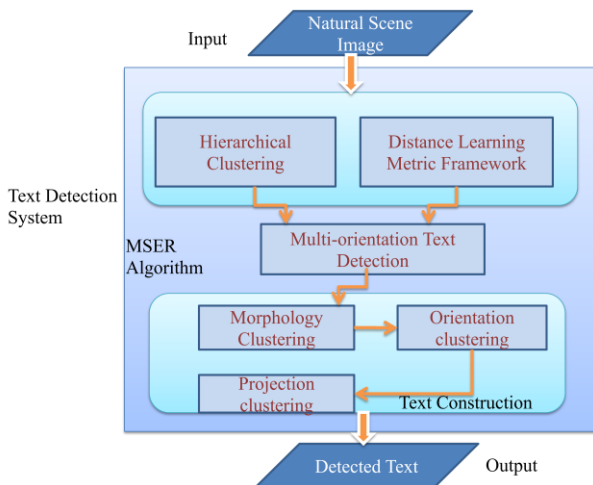 Input
Natural Scene
Image
Hierarchical
Clustering
Distance Learning
Metric Framework
Text Detection
System
MSER
Algorithm
Multi-orientation Text
Detection
Morphology
Clustering
Orientation
clustering
Projection
clustering
Text Construction
Detected Text
Output